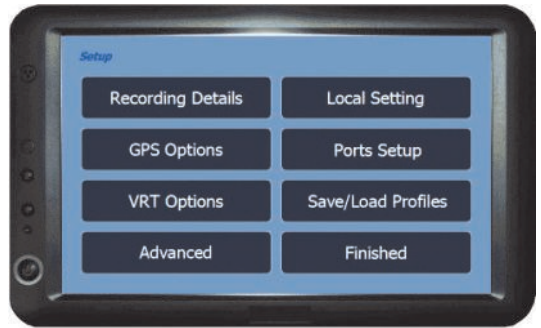 Setup
Recording Details
Local Setting
GPS Options
Ports Setup
VRT Options
Save/Load Profiles
Advanced
Finished